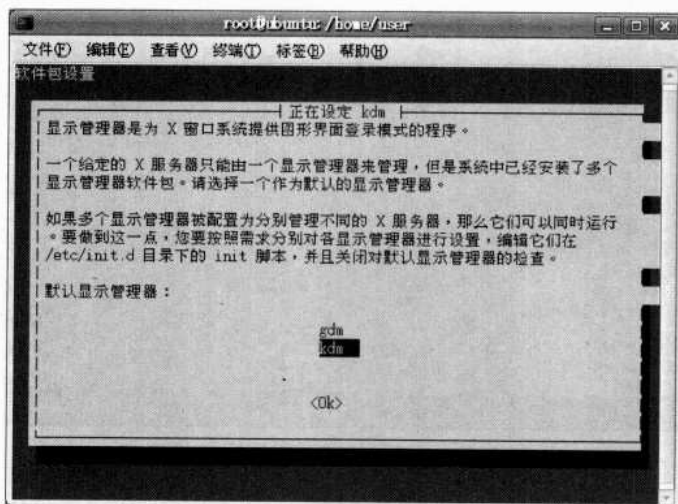 root@ubuntu: /home/user
文件(F) 编辑(E) 查看(V) 终端(T) 标签(B) 帮助(H)
软件包设置
正在设定 kdm
显示管理器是为 X 窗口系统提供图形界面登录模式的程序。
一个给定的 X 服务器只能由一个显示管理器来管理，但是系统中已经安装了多个
显示管理器软件包。请选择一个作为默认的显示管理器。
如果多个显示管理器被配置为分别管理不同的 X 服务器，那么它们可以同时运行
。要做到这一点，您要按照需求分别对各显示管理器进行设置，编辑它们在
/etc/init.d 目录下的 init 脚本，并且关闭对默认显示管理器的检查。
默认显示管理器：
gdm
kdm
<Ok>